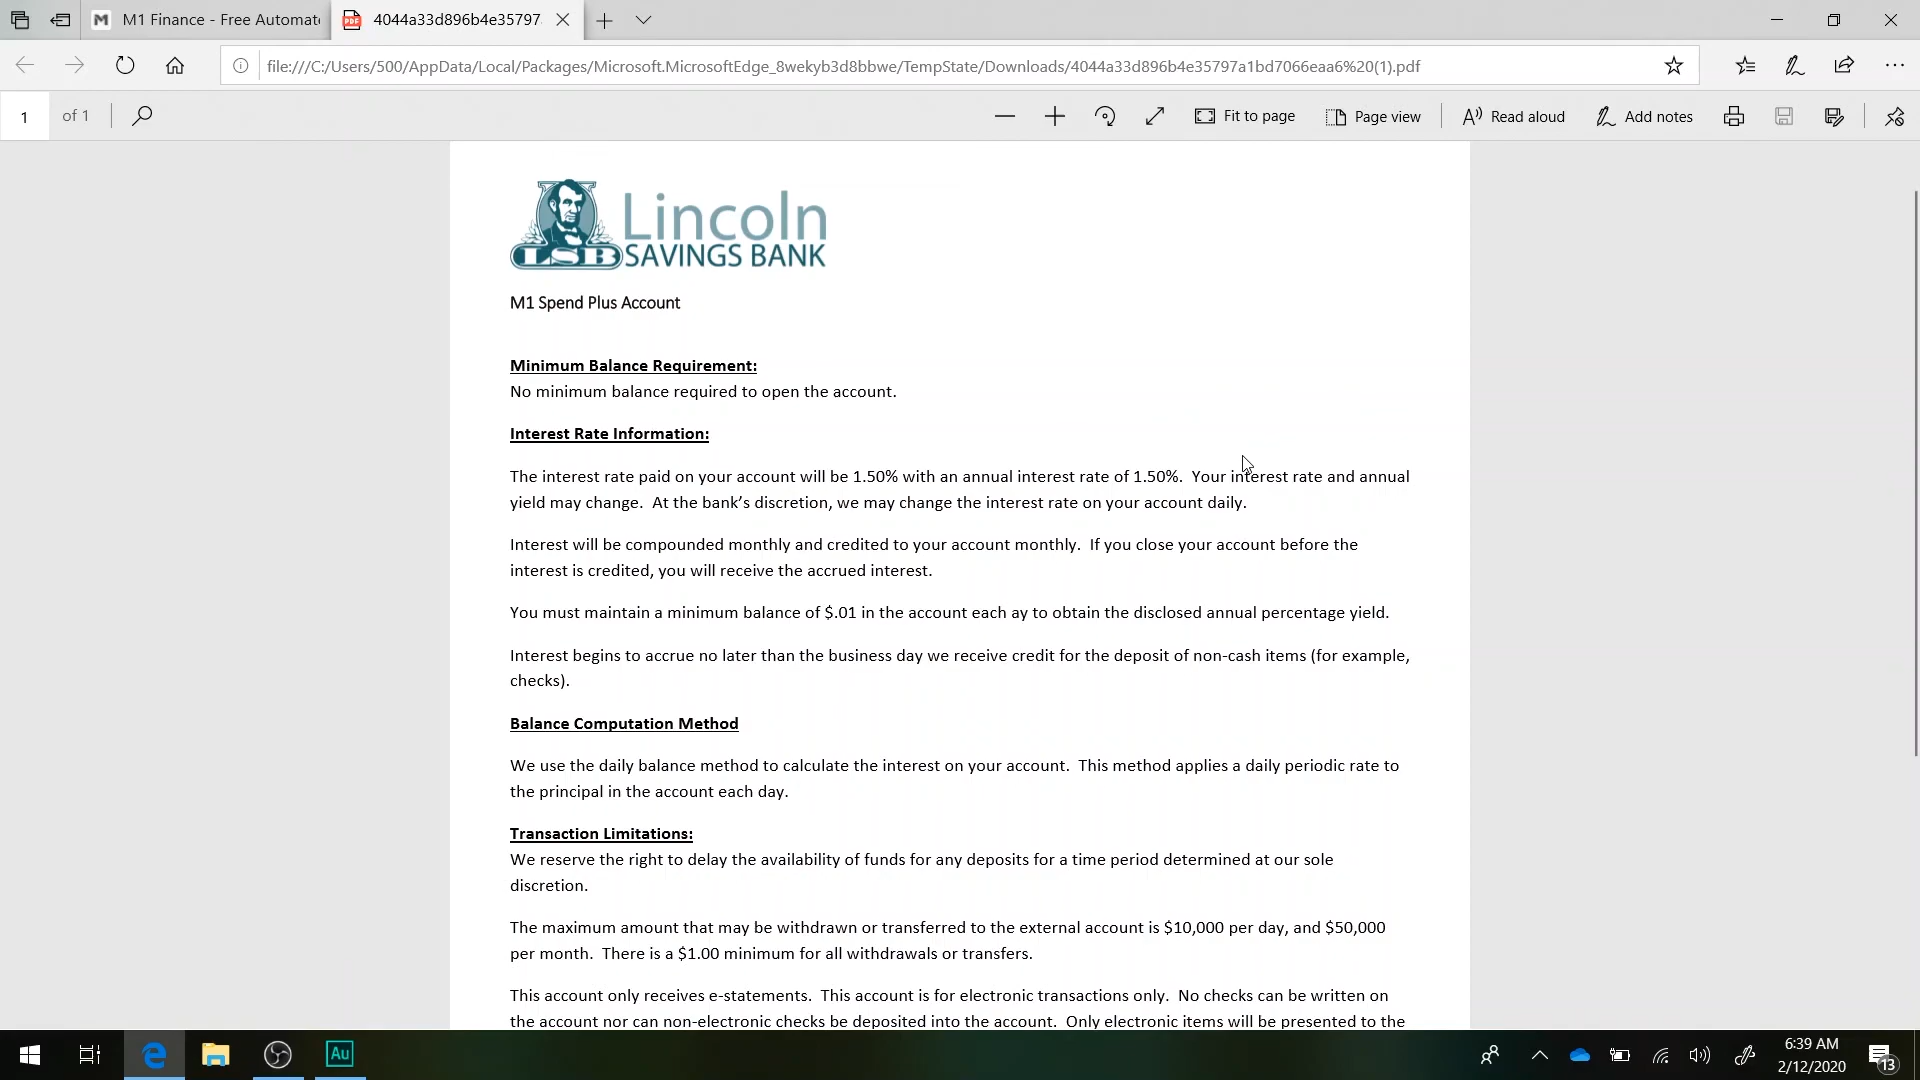 M1 Finance - Free Automat
4044a33d896b4e35797
file:///C:/Users/500/AppData/Local/Packages/Microsoft.MicrosoftEdge_8wekyb3d8bbwe/TempState/Downloads/4044a33d896b4e35797a1bd7066eaa6%20(1).pdf
1 of 1 Fit to page Page view Read aloud Add notes
Lincoln
LSB SAVINGS BANK
M1 Spend Plus Account
Minimum Balance Requirement:
No minimum balance required to open the account.
Interest Rate Information:
The interest rate paid on your account will be 1.50% with an annual interest rate of 1.50%. Your interest rate and annual
yield may change. At the bank’s discretion, we may change the interest rate on your account daily.
Interest will be compounded monthly and credited to your account monthly. If you close your account before the
interest is credited, you will receive the accrued interest.
You must maintain a minimum balance of $.01 in the account each ay to obtain the disclosed annual percentage yield.
Interest begins to accrue no later than the business day we receive credit for the deposit of non-cash items (for example,
checks).
Balance Computation Method
We use the daily balance method to calculate the interest on your account. This method applies a daily periodic rate to
the principal in the account each day.
Transaction Limitations:
We reserve the right to delay the availability of funds for any deposits for a time period determined at our sole
discretion.
The maximum amount that may be withdrawn or transferred to the external account is $10,000 per day, and $50,000
per month. There is a $1.00 minimum for all withdrawals or transfers.
This account only receives e-statements. This account is for electronic transactions only. No checks can be written on
the account nor can non-electronic checks be deposited into the account. Only electronic items will be presented to the
Au
6:39 AM
2/12/2020
13